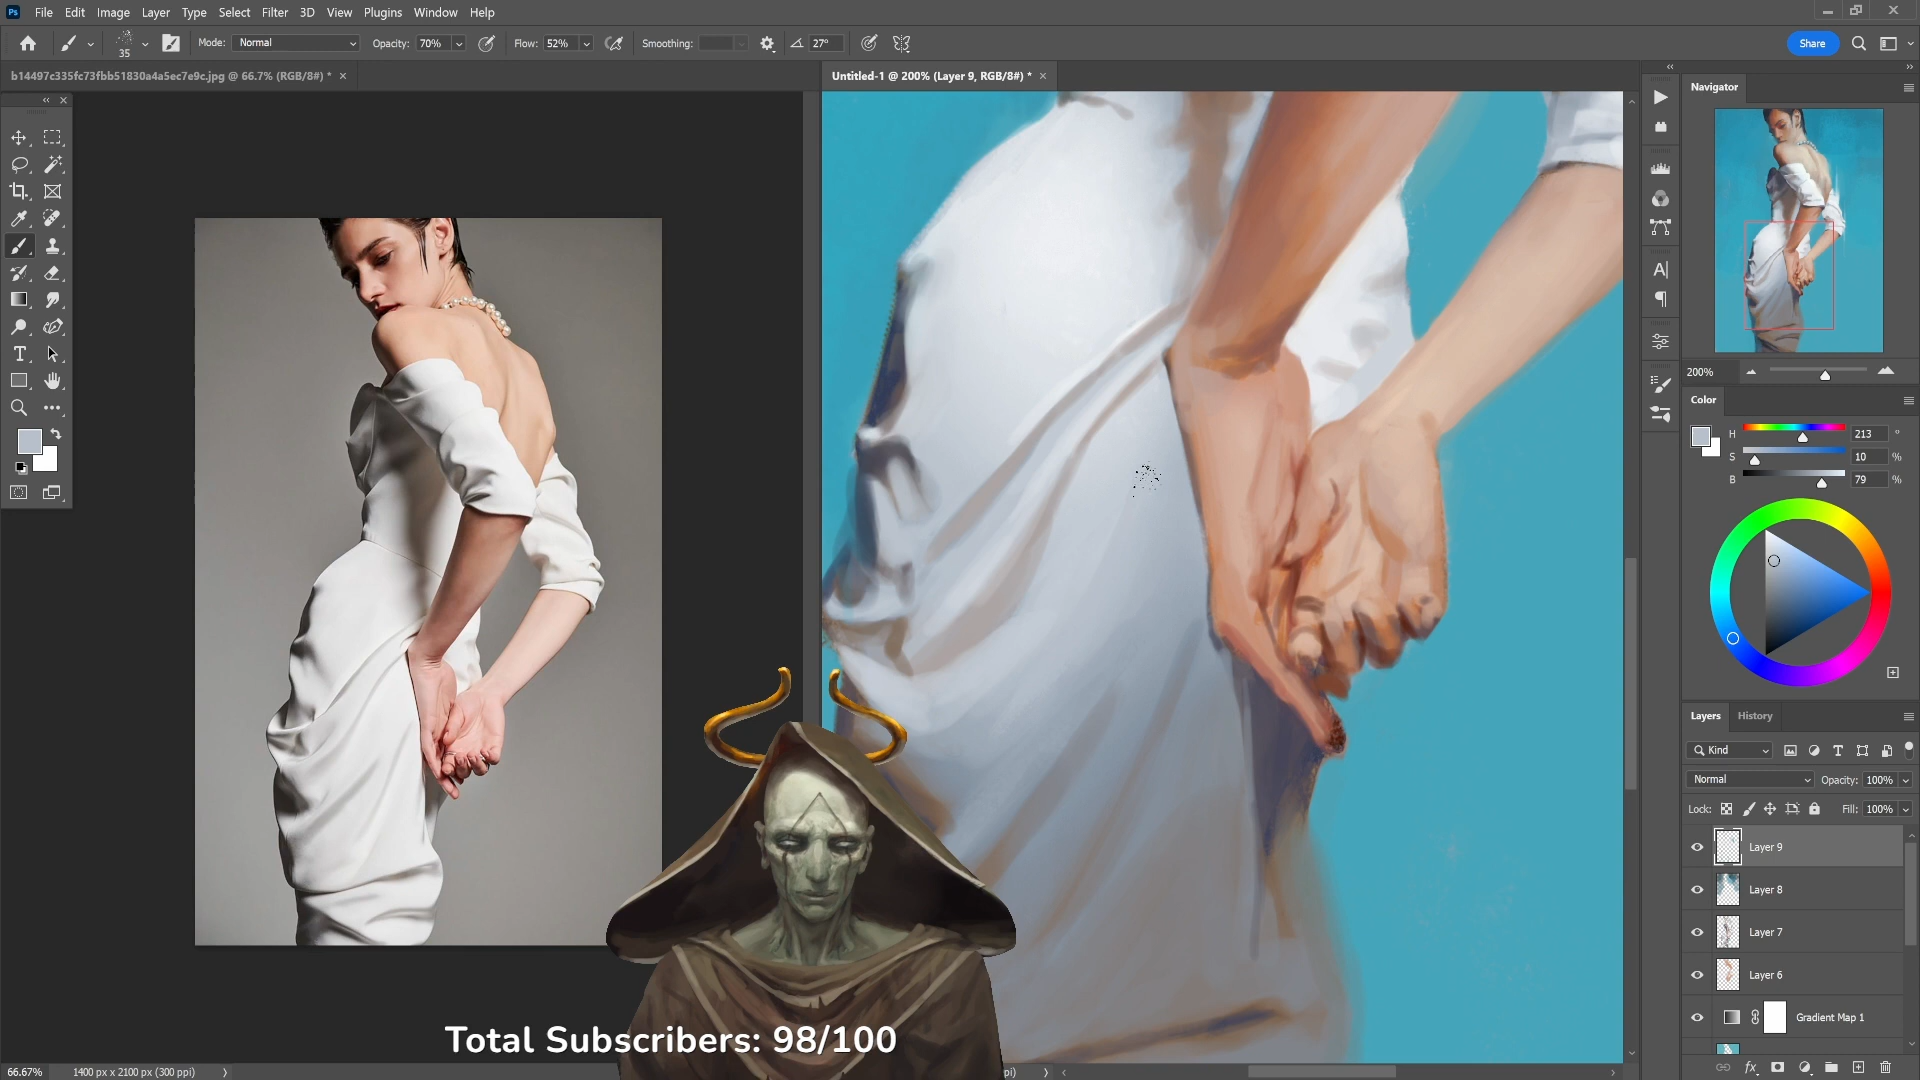 Ps File Edit Image Layer Type Select Filter 3D View Plugins Window Help
35 Mode: Normal Opacity: 70% Flow: 52% Smoothing: 27° Share
b14497c335fc73fbb51830a4a5ec7e9c.jpg @ 66.7% (RGB/8#) * ×
Untitled-1 @ 200% (Layer 9, RGB/8#) * ×
Navigator
200%
Color
H 213 °
S 10 %
B 79 %
Layers History
Kind
Normal Opacity: 100%
Lock: Fill: 100%
Layer 9
Layer 8
Layer 7
Layer 6
Gradient Map 1
Total Subscribers: 98/100
66.67% 1400 px x 2100 px (300 ppi)
pi)